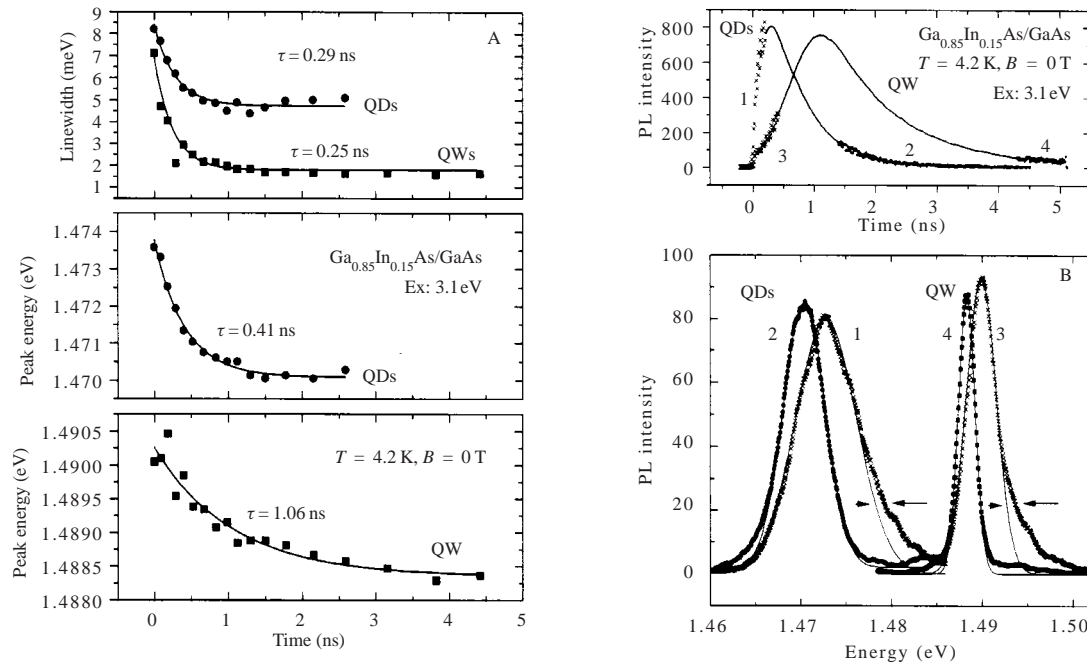 A
Linewidth (meV)
9
8
7
6
5
4
3
2
1
τ = 0.29 ns
QDs
τ = 0.25 ns
QWs
Peak energy (eV)
1.474
1.473
1.472
1.471
1.470
Ga0.85In0.15As/GaAs
Ex: 3.1 eV
τ = 0.41 ns
QDs
Peak energy (eV)
1.4905
1.4900
1.4895
1.4890
1.4885
1.4880
T = 4.2 K, B = 0 T
τ = 1.06 ns
QW
0 1 2 3 4 5
Time (ns)
PL intensity
800
600
400
200
0
QDs
Ga0.85In0.15As/GaAs
T = 4.2 K, B = 0 T
QW
Ex: 3.1 eV
1
3
2
4
0 1 2 3 4 5
Time (ns)
PL intensity
100
80
60
40
20
0
B
QDs
QW
2 1 4 3
1.46 1.47 1.48 1.49 1.50
Energy (eV)